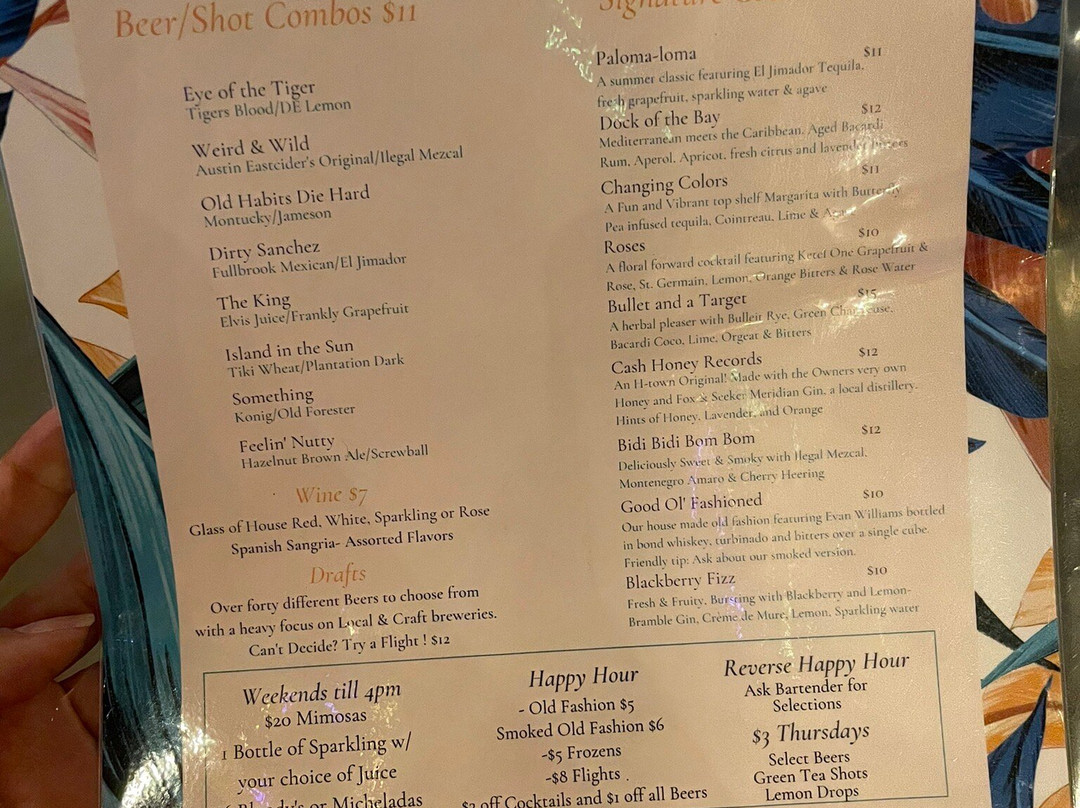 Beer/Shot Combos $11
Eye of the Tiger
Tigers Blood/DE Lemon
Weird & Wild
Austin Eastcider's Original/Ilegal Mezcal
Old Habits Die Hard
Montucky/Jameson
Dirty Sanchez
Fullbrook Mexican/El Jimador
The King
Elvis Juice/Frankly Grapefruit
Island in the Sun
Tiki Wheat/Plantation Dark
Something
Konig/Old Forester
Feelin' Nutty
Hazelnut Brown Ale/Screwball
Wine $7
Glass of House Red, White, Sparkling or Rose
Spanish Sangria- Assorted Flavors
Drafts
Over forty different Beers to choose from
with a heavy focus on Local & Craft breweries.
Can't Decide? Try a Flight ! $12
Signature
Paloma-loma $11
A summer classic featuring El Jimador Tequila,
fresh grapefruit, sparkling water & agave
Dock of the Bay $12
Mediterranean meets the Caribbean. Aged Bacardi
Rum, Aperol, Apricot, fresh citrus and lavender
Changing Colors $11
A Fun and Vibrant top shelf Margarita with Butterfly
Pea infused tequila, Cointreau, Lime &
Roses $10
A floral forward cocktail featuring Ketel One Grapefruit &
Rose, St. Germain, Lemon, Orange Bitters & Rose Water
Bullet and a Target $15
A herbal pleaser with Bulleit Rye, Green Chartreuse,
Bacardi Coco, Lime, Orgeat & Bitters
Cash Honey Records $12
An H-town Original! Made with the Owners very own
Honey and Fox & Seeker Meridian Gin, a local distillery.
Hints of Honey, Lavender, and Orange
Bidi Bidi Bom Bom $12
Deliciously Sweet & Smoky with Ilegal Mezcal,
Montenegro Amaro & Cherry Heering
Good Ol' Fashioned $10
Our house made old fashion featuring Evan Williams bottled
in bond whiskey, turbinado and bitters over a single cube.
Friendly tip: Ask about our smoked version.
Blackberry Fizz $10
Fresh & Fruity, Bursting with Blackberry and Lemon-
Bramble Gin, Crème de Mure, Lemon, Sparkling water
Weekends till 4pm
$20 Mimosas
1 Bottle of Sparkling w/
your choice of Juice
or Micheladas
Happy Hour
- Old Fashion $5
Smoked Old Fashion $6
-$5 Frozens
-$8 Flights .
off Cocktails and $1 off all Beers
Reverse Happy Hour
Ask Bartender for
Selections
$3 Thursdays
Select Beers
Green Tea Shots
Lemon Drops